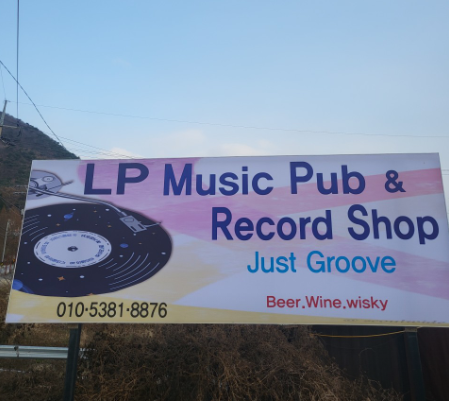 LP Music Pub &
Record Shop
Just Groove
Beer.Wine.wisky
010·5381·8876